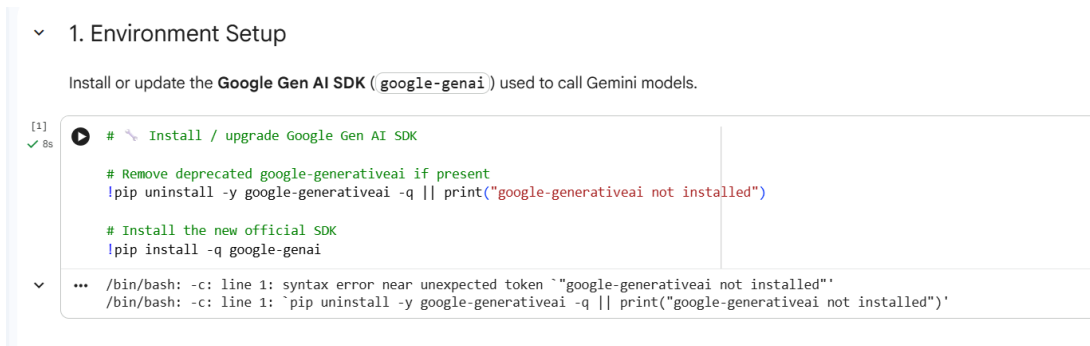 1. Environment Setup
Install or update the Google Gen AI SDK (google-genai) used to call Gemini models.
[1]
8s
# 🔧 Install / upgrade Google Gen AI SDK
# Remove deprecated google-generativeai if present
!pip uninstall -y google-generativeai -q || print("google-generativeai not installed")
# Install the new official SDK
!pip install -q google-genai
/bin/bash: -c: line 1: syntax error near unexpected token `"google-generativeai not installed"'
/bin/bash: -c: line 1: `pip uninstall -y google-generativeai -q || print("google-generativeai not installed")'